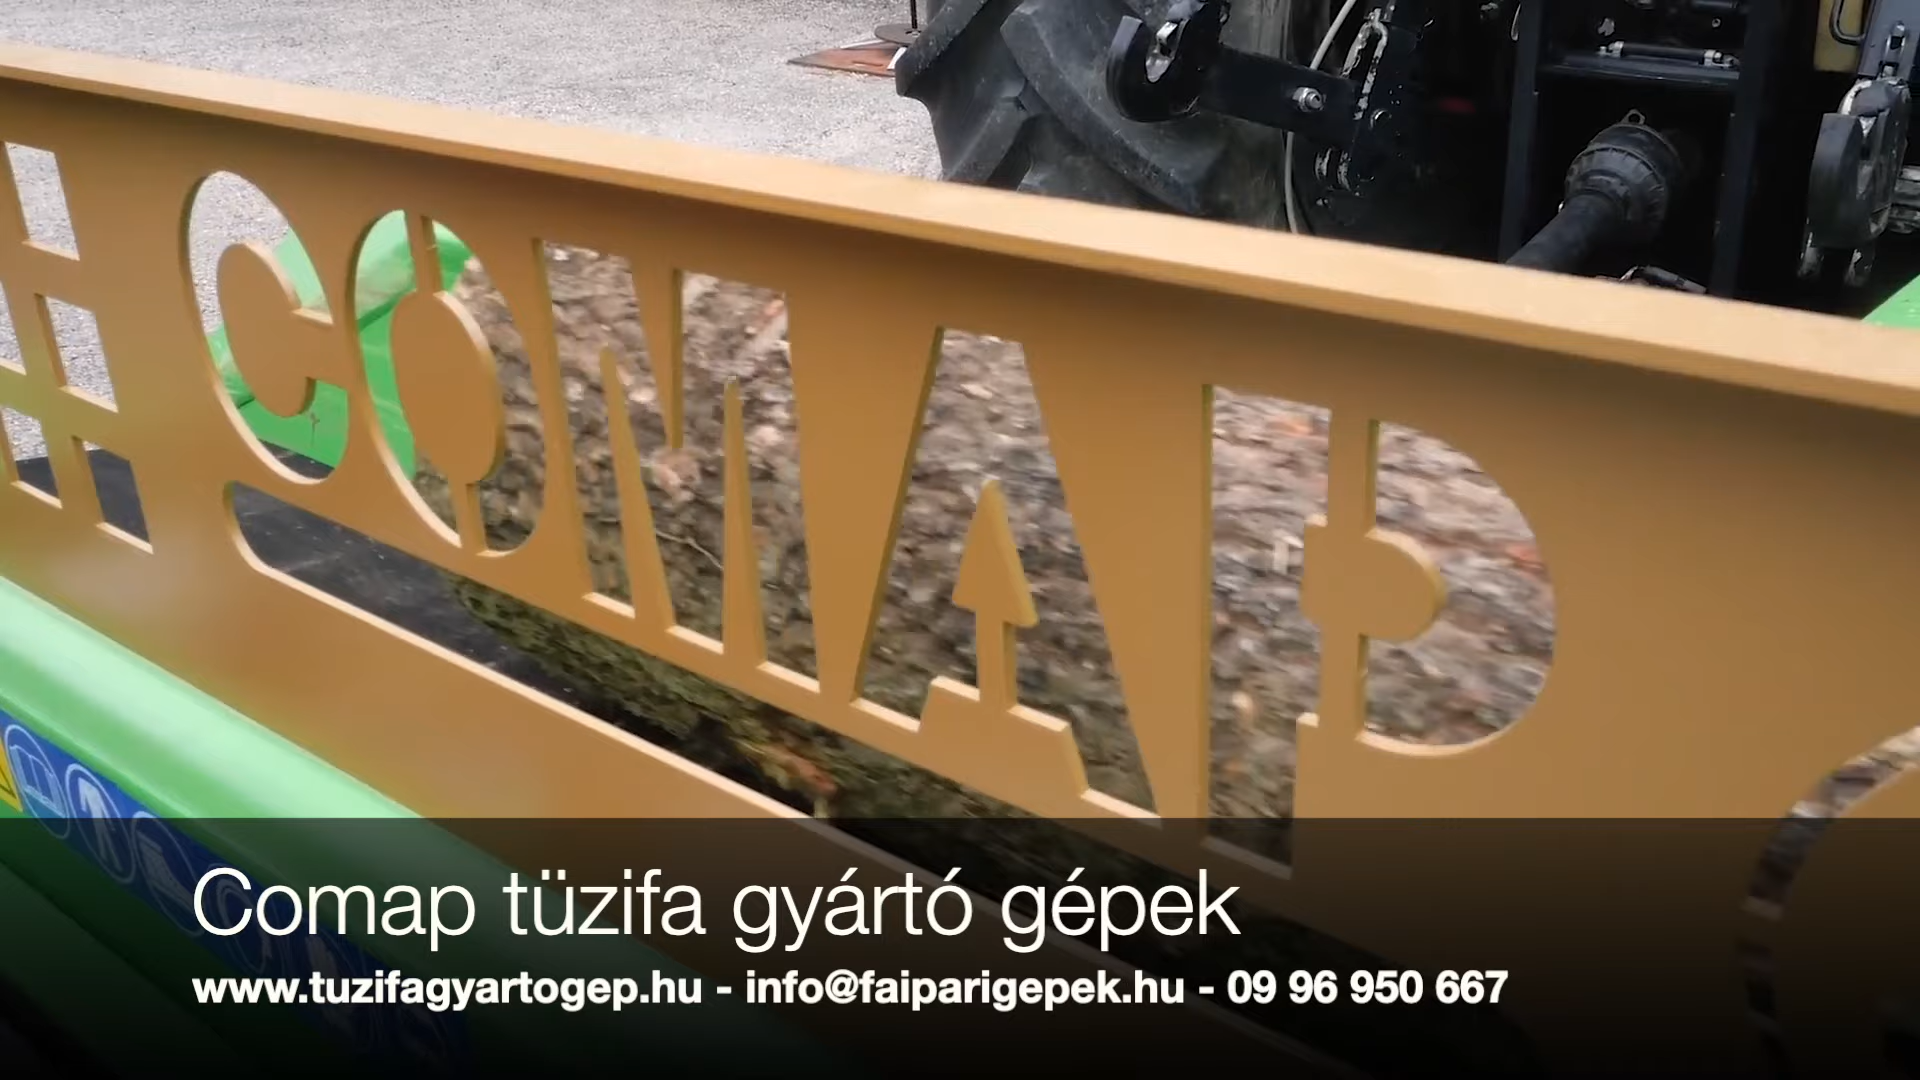 COMAP
Comap tüzifa gyártó gépek
www.tuzifagyartogep.hu - info@faiparigepek.hu - 09 96 950 667